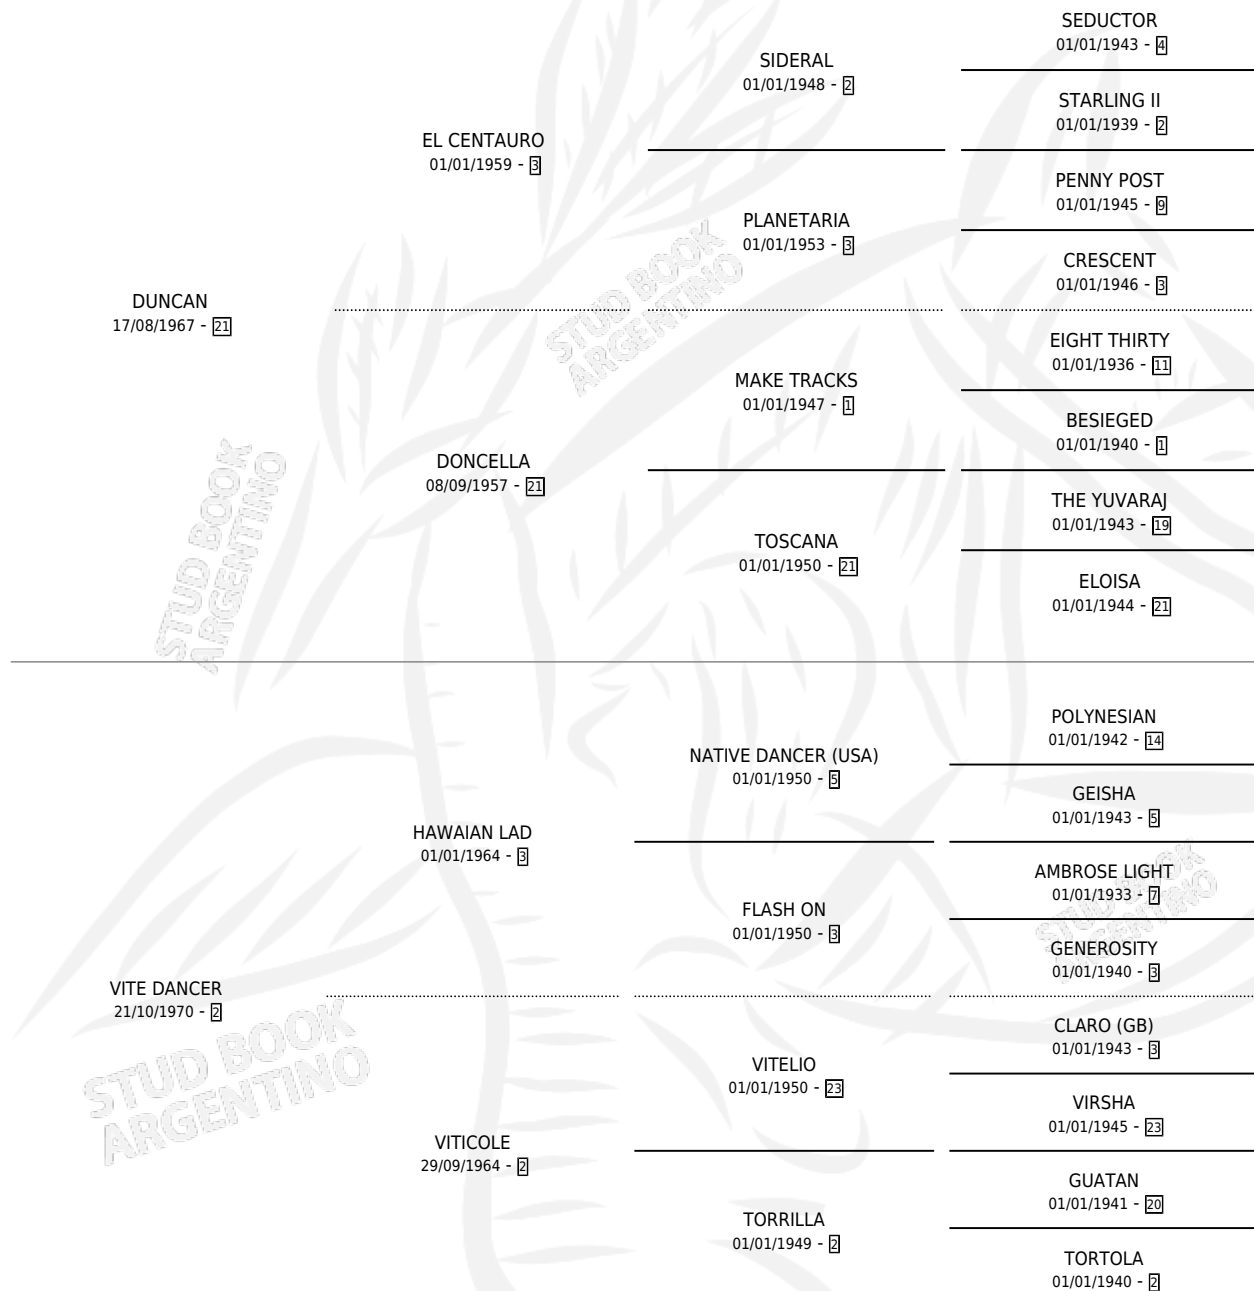 SEDUCTOR
01/01/1943 - 4
SIDERAL
01/01/1948 - 2
STARLING II
01/01/1939 - 2
EL CENTAURO
01/01/1959 - 3
PENNY POST
01/01/1945 - 9
PLANETARIA
01/01/1953 - 3
CRESCENT
01/01/1946 - 3
DUNCAN
17/08/1967 - 21
EIGHT THIRTY
01/01/1936 - 11
MAKE TRACKS
01/01/1947 - 1
BESIEGED
01/01/1940 - 1
DONCELLA
08/09/1957 - 21
THE YUVARAJ
01/01/1943 - 19
TOSCANA
01/01/1950 - 21
ELOISA
01/01/1944 - 21
STUD BOOK
ARGENTINO
STUD BOOK
ARGENTINO
POLYNESIAN
01/01/1942 - 14
NATIVE DANCER (USA)
01/01/1950 - 5
GEISHA
01/01/1943 - 5
HAWAIAN LAD
01/01/1964 - 3
AMBROSE LIGHT
01/01/1933 - 7
FLASH ON
01/01/1950 - 3
GENEROSITY
01/01/1940 - 3
VITE DANCER
21/10/1970 - 2
CLARO (GB)
01/01/1943 - 3
VITELIO
01/01/1950 - 23
VIRSHA
01/01/1945 - 23
VITICOLE
29/09/1964 - 2
GUATAN
01/01/1941 - 20
TORRILLA
01/01/1949 - 2
TORTOLA
01/01/1940 - 2
STUD BOOK
ARGENTINO
STUD BOOK
ARGENTINO